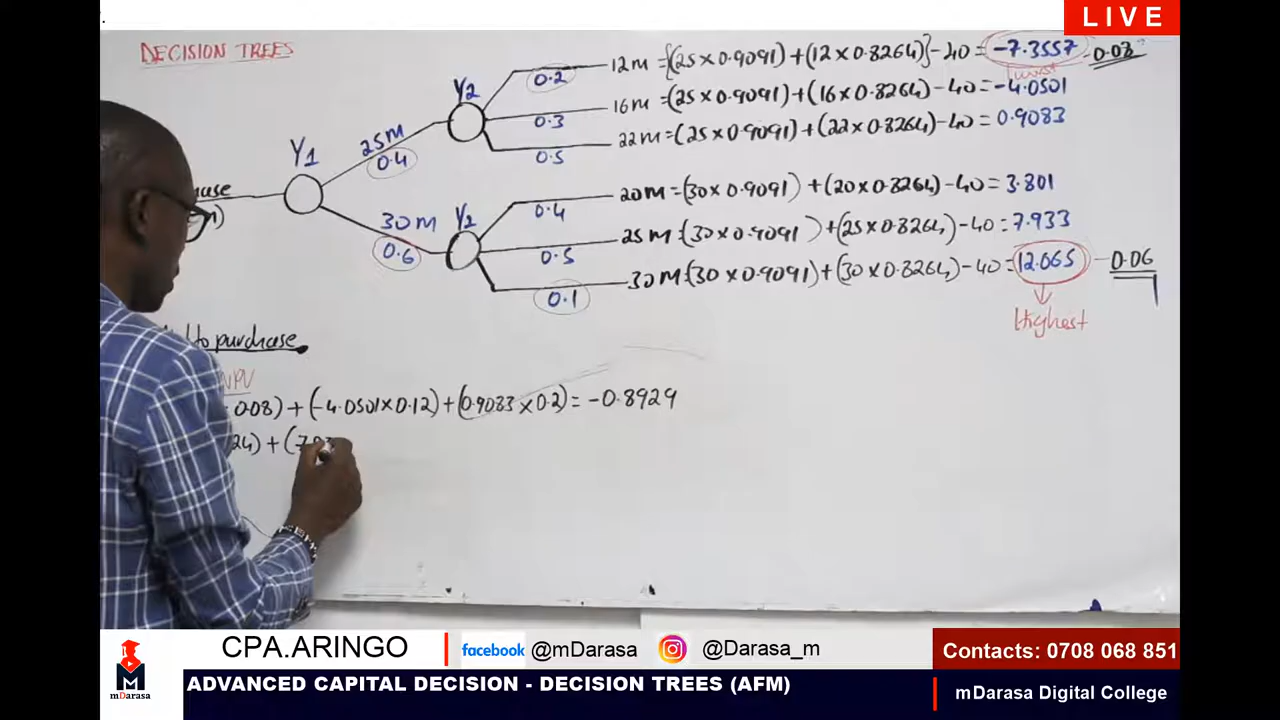 LIVE
DECISION TREES
Y1
25M
0.4
30M
0.6
Y2
0.2
0.3
0.5
12M = {(25×0.9091) + (12×0.8264)} - 40 = -7.3557 - 0.08
16M = (25×0.9091) + (16×0.8264) - 40 = -4.0501
22M = (25×0.9091) + (22×0.8264) - 40 = 0.9083
Y2
0.4
0.5
0.1
20M = (30×0.9091) + (20×0.8264) - 40 = 3.801
25M = (30×0.9091) + (25×0.8264) - 40 = 7.933
30M = (30×0.9091) + (30×0.8264) - 40 = 12.065 - 0.06
Highest
to purchase
NPV
0.08) + (-4.0501×0.12) + (0.9083×0.2) = -0.8929
24) + (7.93
CPA.ARINGO
facebook @mDarasa
@Darasa_m
Contacts: 0708 068 851
mDarasa
ADVANCED CAPITAL DECISION - DECISION TREES (AFM)
mDarasa Digital College